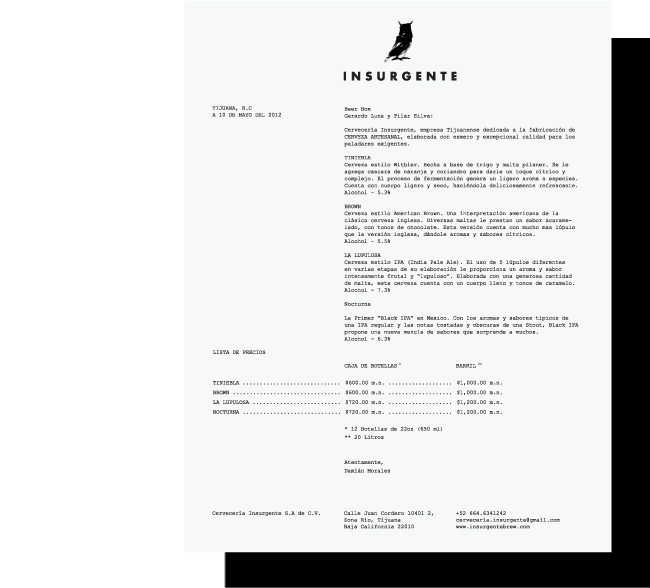 INSURGENTE
TIJUANA, B.C
A 10 DE MAYO DEL 2012
Beer Box
Gerardo Luna y Pilar Silva:
Cervecería Insurgente, empresa Tijuanense dedicada a la fabricación de
CERVEZA ARTESANAL, elaborada con esmero y excepcional calidad para los
paladares exigentes.
TINIEBLA
Cerveza estilo Witbier. Hecha a base de trigo y malta pilsner. Se le
agrega cascara de naranja y coriandro para darle un toque cítrico y
complejo. El proceso de fermentación genera un ligero aroma a especies.
Cuenta con cuerpo ligero y seco, haciéndola deliciosamente refrescante.
Alcohol - 5.3%
BROWN
Cerveza estilo American Brown. Una interpretación americana de la
clásica cerveza inglesa. Diversas maltas le prestan un sabor acarame-
lado, con tonos de chocolate. Esta versión cuenta con mucho mas lúpulo
que la versión inglesa, dándole aromas y sabores cítricos.
Alcohol - 5.5%
LA LUPULOSA
Cerveza estilo IPA (India Pale Ale). El uso de 5 lúpulos diferentes
en varias etapas de su elaboración le proporciona un aroma y sabor
intensamente frutal y "lupuloso". Elaborada con una generosa cantidad
de malta, esta cerveza cuenta con un cuerpo lleno y tonos de caramelo.
Alcohol - 7.3%
Nocturna
La Primer "Black IPA" en Mexico. Con los aromas y sabores típicos de
una IPA regular y las notas tostadas y obscuras de una Stout, Black IPA
propone una nueva mezcla de sabores que sorprende a muchos.
Alcohol - 6.3%
LISTA DE PRECIOS
CAJA DE BOTELLAS* BARRIL**
TINIEBLA ............................... $600.00 m.n. .................... $1,000.00 m.n.
BROWN .................................. $600.00 m.n. .................... $1,000.00 m.n.
LA LUPULOSA ............................ $720.00 m.n. .................... $1,200.00 m.n.
NOCTURNA ............................... $720.00 m.n. .................... $1,200.00 m.n.
* 12 Botellas de 22oz (650 ml)
** 20 Litros
Atentamente,
Damián Morales
Cervecería Insurgente S.A de C.V.
Calle Juan Cordero 10401 2,
Zona Rio, Tijuana
Baja California 22010
+52 664.6341242
cerveceria.insurgente@gmail.com
www.insurgentebrew.com